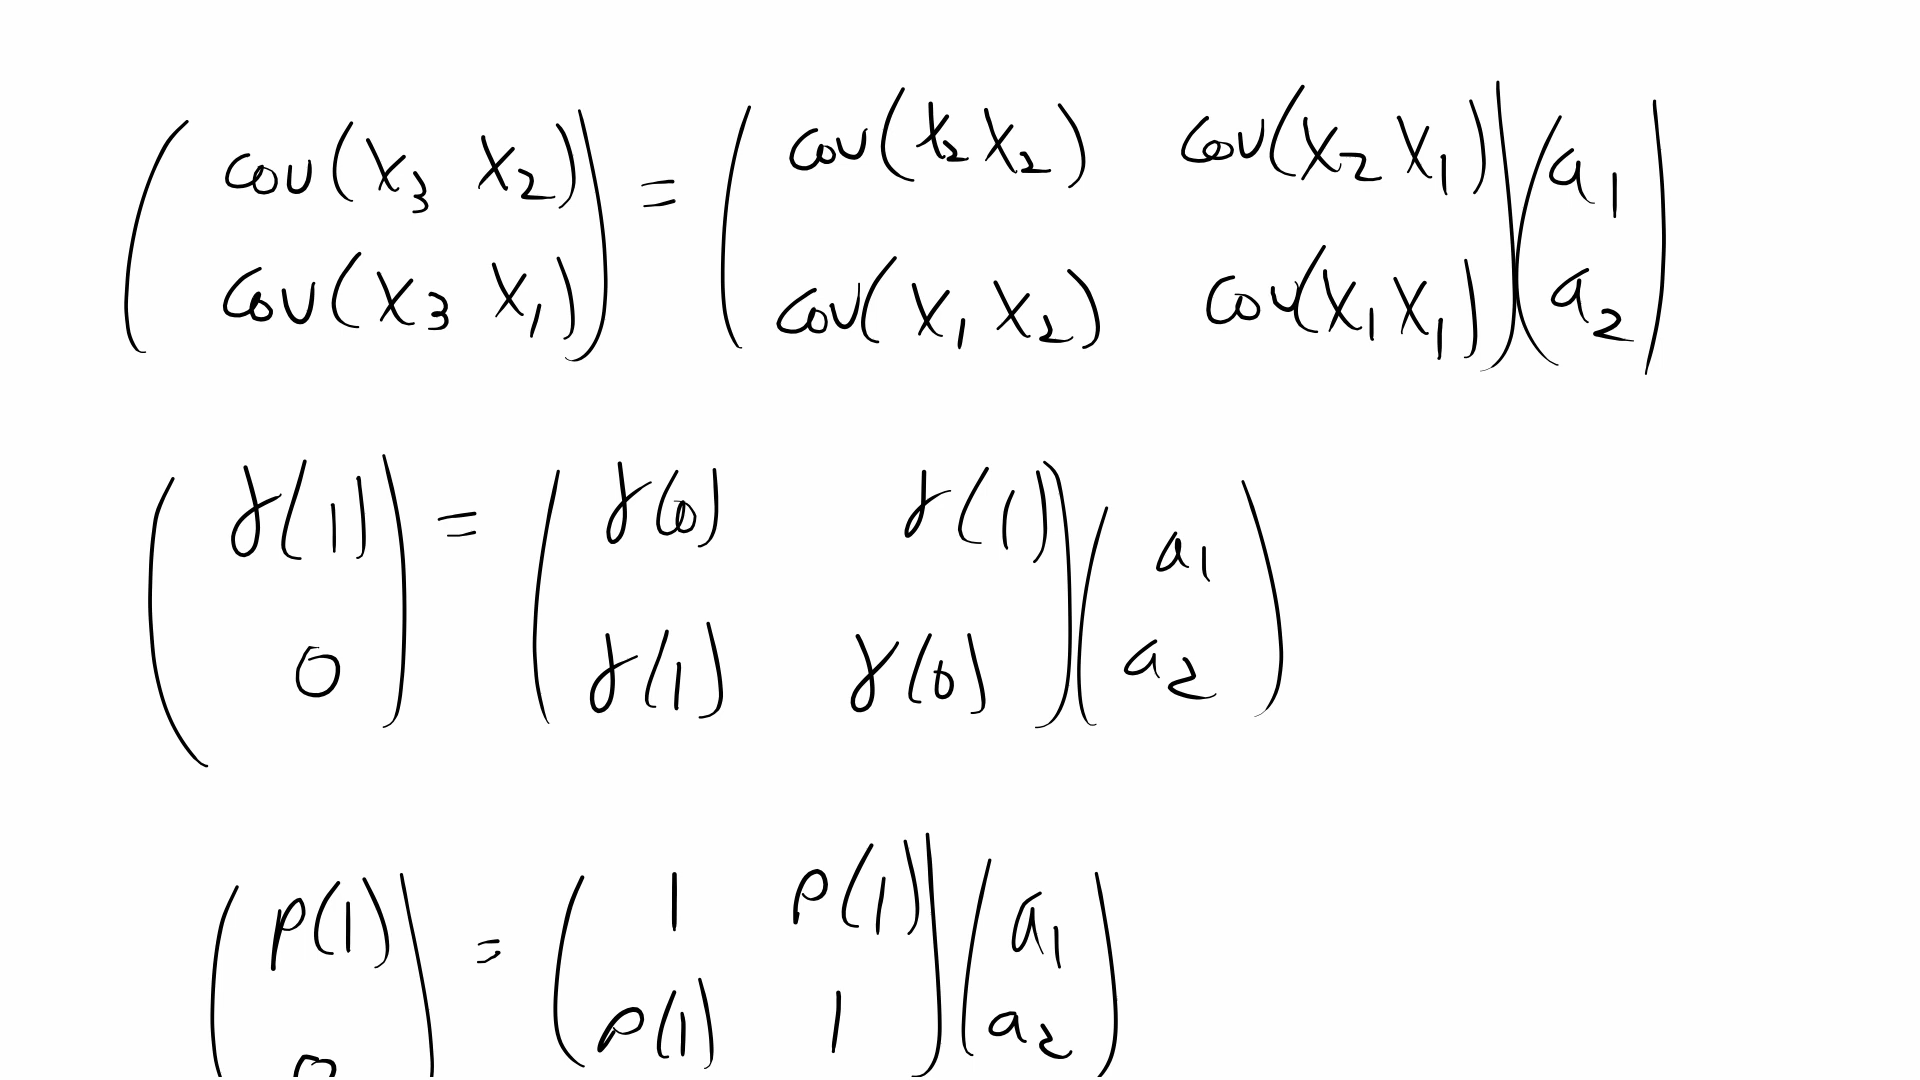 ( cov(X3 X2) cov(X3 X1) ) = ( cov(X2 X2) cov(X2 X1) cov(X1 X2) cov(X1 X1) ) ( a1 a2 )
( γ(1) 0 ) = ( γ(0) γ(1) γ(1) γ(0) ) ( a1 a2 )
( ρ(1) 0 ) = ( 1 ρ(1) ρ(1) 1 ) ( a1 a2 )